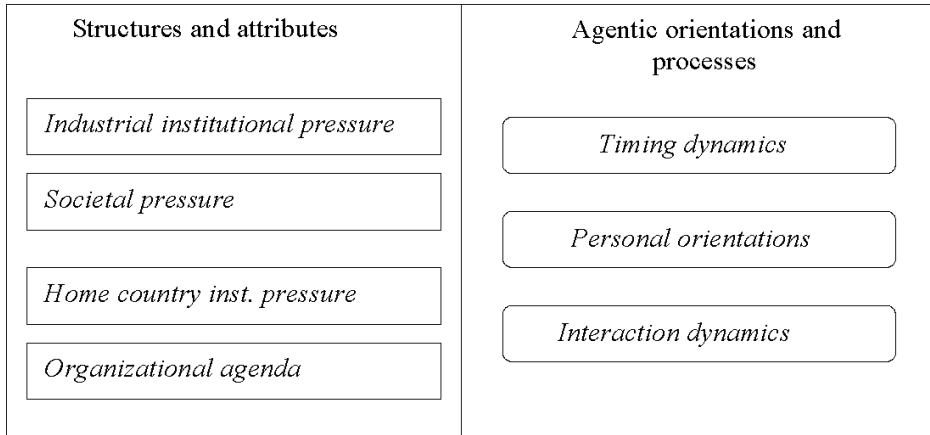 Structures and attributes
Industrial institutional pressure
Societal pressure
Home country inst. pressure
Organizational agenda
Agentic orientations and
processes
Timing dynamics
Personal orientations
Interaction dynamics